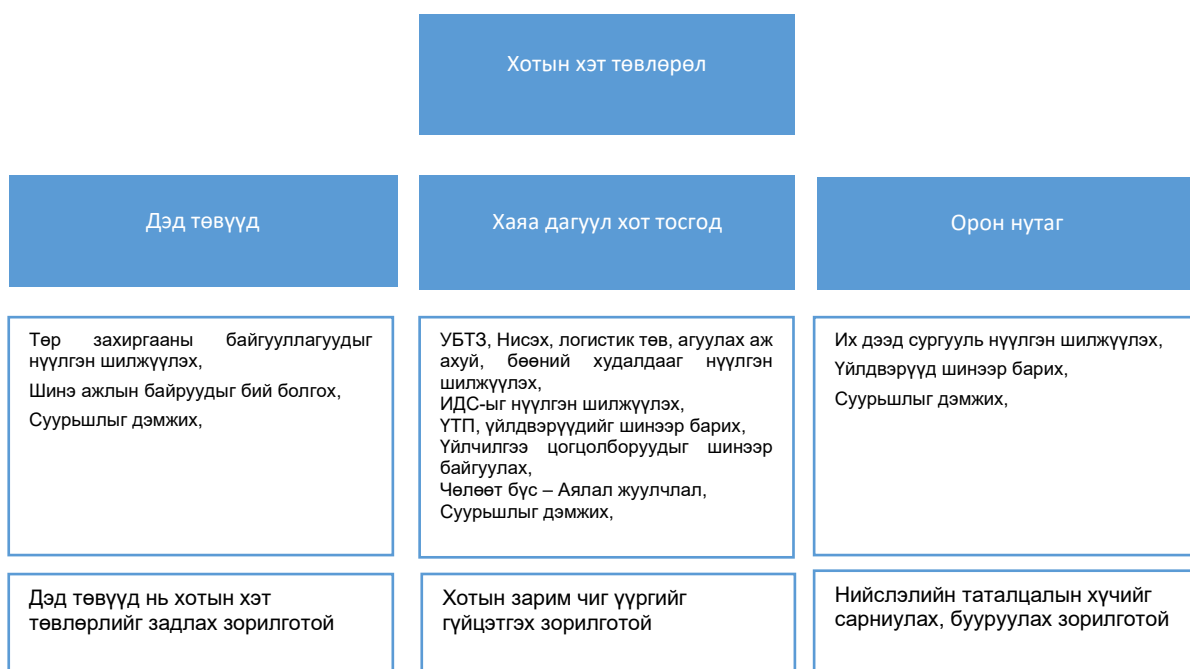 Хотын хэт төвлөрөл
Дэд төвүүд
Хаяа дагуул хот тосгод
Орон нутаг
Төр захиргааны байгууллагуудыг
нүүлгэн шилжүүлэх,
Шинэ ажлын байруудыг бий болгох,
Суурьшлыг дэмжих,
УБТЗ, Нисэх, логистик төв, агуулах аж
ахуй, бөөний худалдааг нүүлгэн
шилжүүлэх,
ИДС-ыг нүүлгэн шилжүүлэх,
ҮТП, үйлдвэрүүдийг шинээр барих,
Үйлчилгээ цогцолборуудыг шинээр
байгуулах,
Чөлөөт бүс – Аялал жуулчлал,
Суурьшлыг дэмжих,
Их дээд сургууль нүүлгэн шилжүүлэх,
Үйлдвэрүүд шинээр барих,
Суурьшлыг дэмжих,
Дэд төвүүд нь хотын хэт
төвлөрлийг задлах зорилготой
Хотын зарим чиг үүргийг
гүйцэтгэх зорилготой
Нийслэлийн таталцалын хүчийг
сарниулах, бууруулах зорилготой